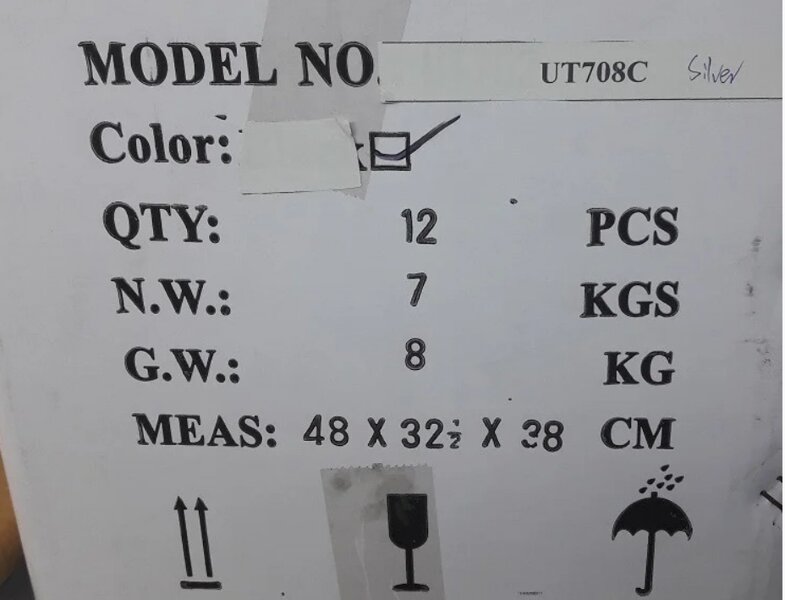 MODEL NO. UT708C Silver
Color:
QTY: 12 PCS
N.W.: 7 KGS
G.W.: 8 KG
MEAS: 48 X 32½ X 38 CM